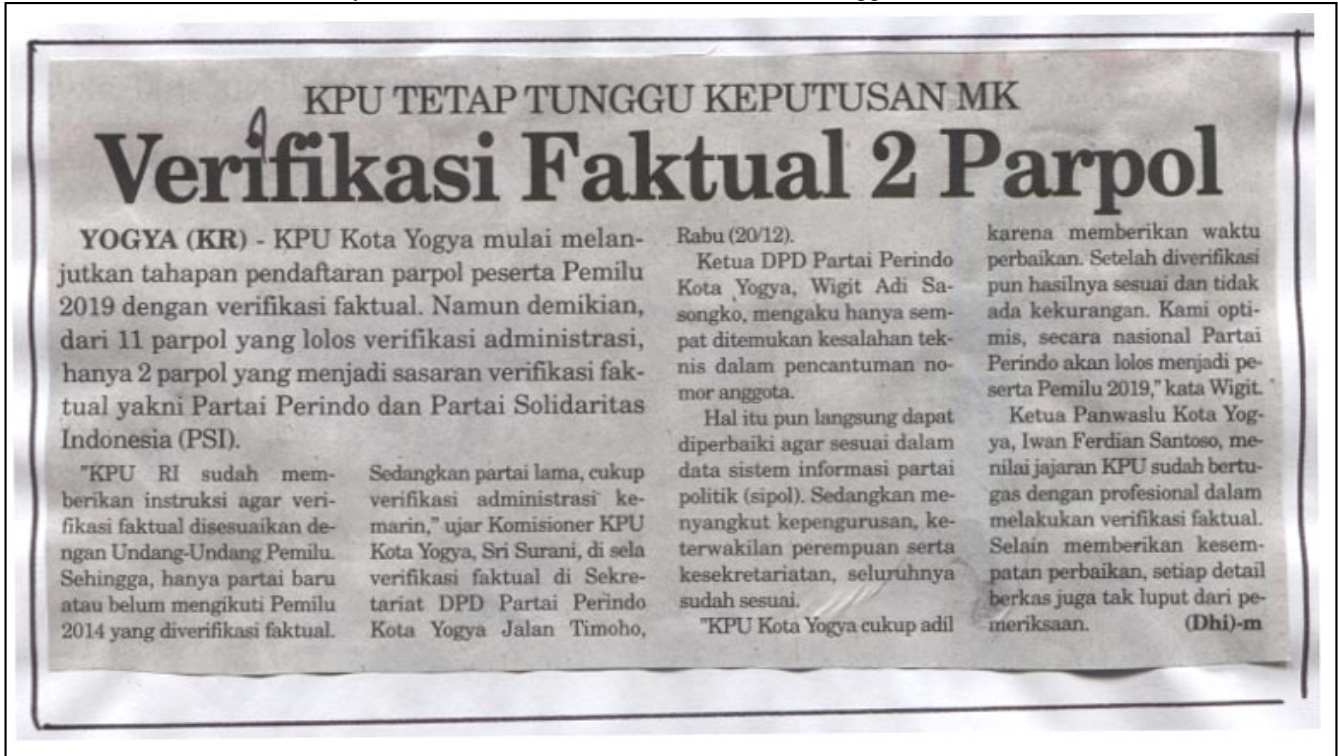 KPU TETAP TUNGGU KEPUTUSAN MK
Verifikasi Faktual 2 Parpol
YOGYA (KR) - KPU Kota Yogya mulai melan-
jutkan tahapan pendaftaran parpol peserta Pemilu
2019 dengan verifikasi faktual. Namun demikian,
dari 11 parpol yang lolos verifikasi administrasi,
hanya 2 parpol yang menjadi sasaran verifikasi fak-
tual yakni Partai Perindo dan Partai Solidaritas
Indonesia (PSI).
"KPU RI sudah mem-
berikan instruksi agar veri-
fikasi faktual disesuaikan de-
ngan Undang-Undang Pemilu.
Sehingga, hanya partai baru
atau belum mengikuti Pemilu
2014 yang diverifikasi faktual.
Sedangkan partai lama, cukup
verifikasi administrasi ke-
marin," ujar Komisioner KPU
Kota Yogya, Sri Surani, di sela
verifikasi faktual di Sekre-
tariat DPD Partai Perindo
Kota Yogya Jalan Timoho,
Rabu (20/12).
Ketua DPD Partai Perindo
Kota Yogya, Wigit Adi Sa-
songko, mengaku hanya sem-
pat ditemukan kesalahan tek-
nis dalam pencantuman no-
mor anggota.
Hal itu pun langsung dapat
diperbaiki agar sesuai dalam
data sistem informasi partai
politik (sipol). Sedangkan me-
nyangkut kepengurusan, ke-
terwakilan perempuan serta
kesekretariatan, seluruhnya
sudah sesuai.
"KPU Kota Yogya cukup adil
karena memberikan waktu
perbaikan. Setelah diverifikasi
pun hasilnya sesuai dan tidak
ada kekurangan. Kami opti-
mis, secara nasional Partai
Perindo akan lolos menjadi pe-
serta Pemilu 2019," kata Wigit.
Ketua Panwaslu Kota Yog-
ya, Iwan Ferdian Santoso, me-
nilai jajaran KPU sudah bertu-
gas dengan profesional dalam
melakukan verifikasi faktual.
Selain memberikan kesem-
patan perbaikan, setiap detail
berkas juga tak luput dari pe-
meriksaan. (Dhi)-m